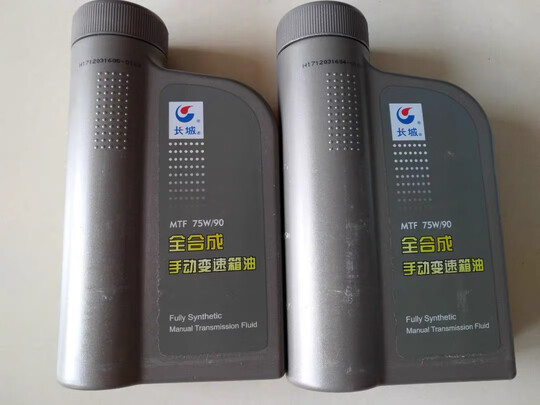 长城
MTF 75W/90
全合成
手动变速箱油
Fully Synthetic
Manual Transmission Fluid
长城
MTF 75W/90
全合成
手动变速箱油
Fully Synthetic
Manual Transmission Fluid